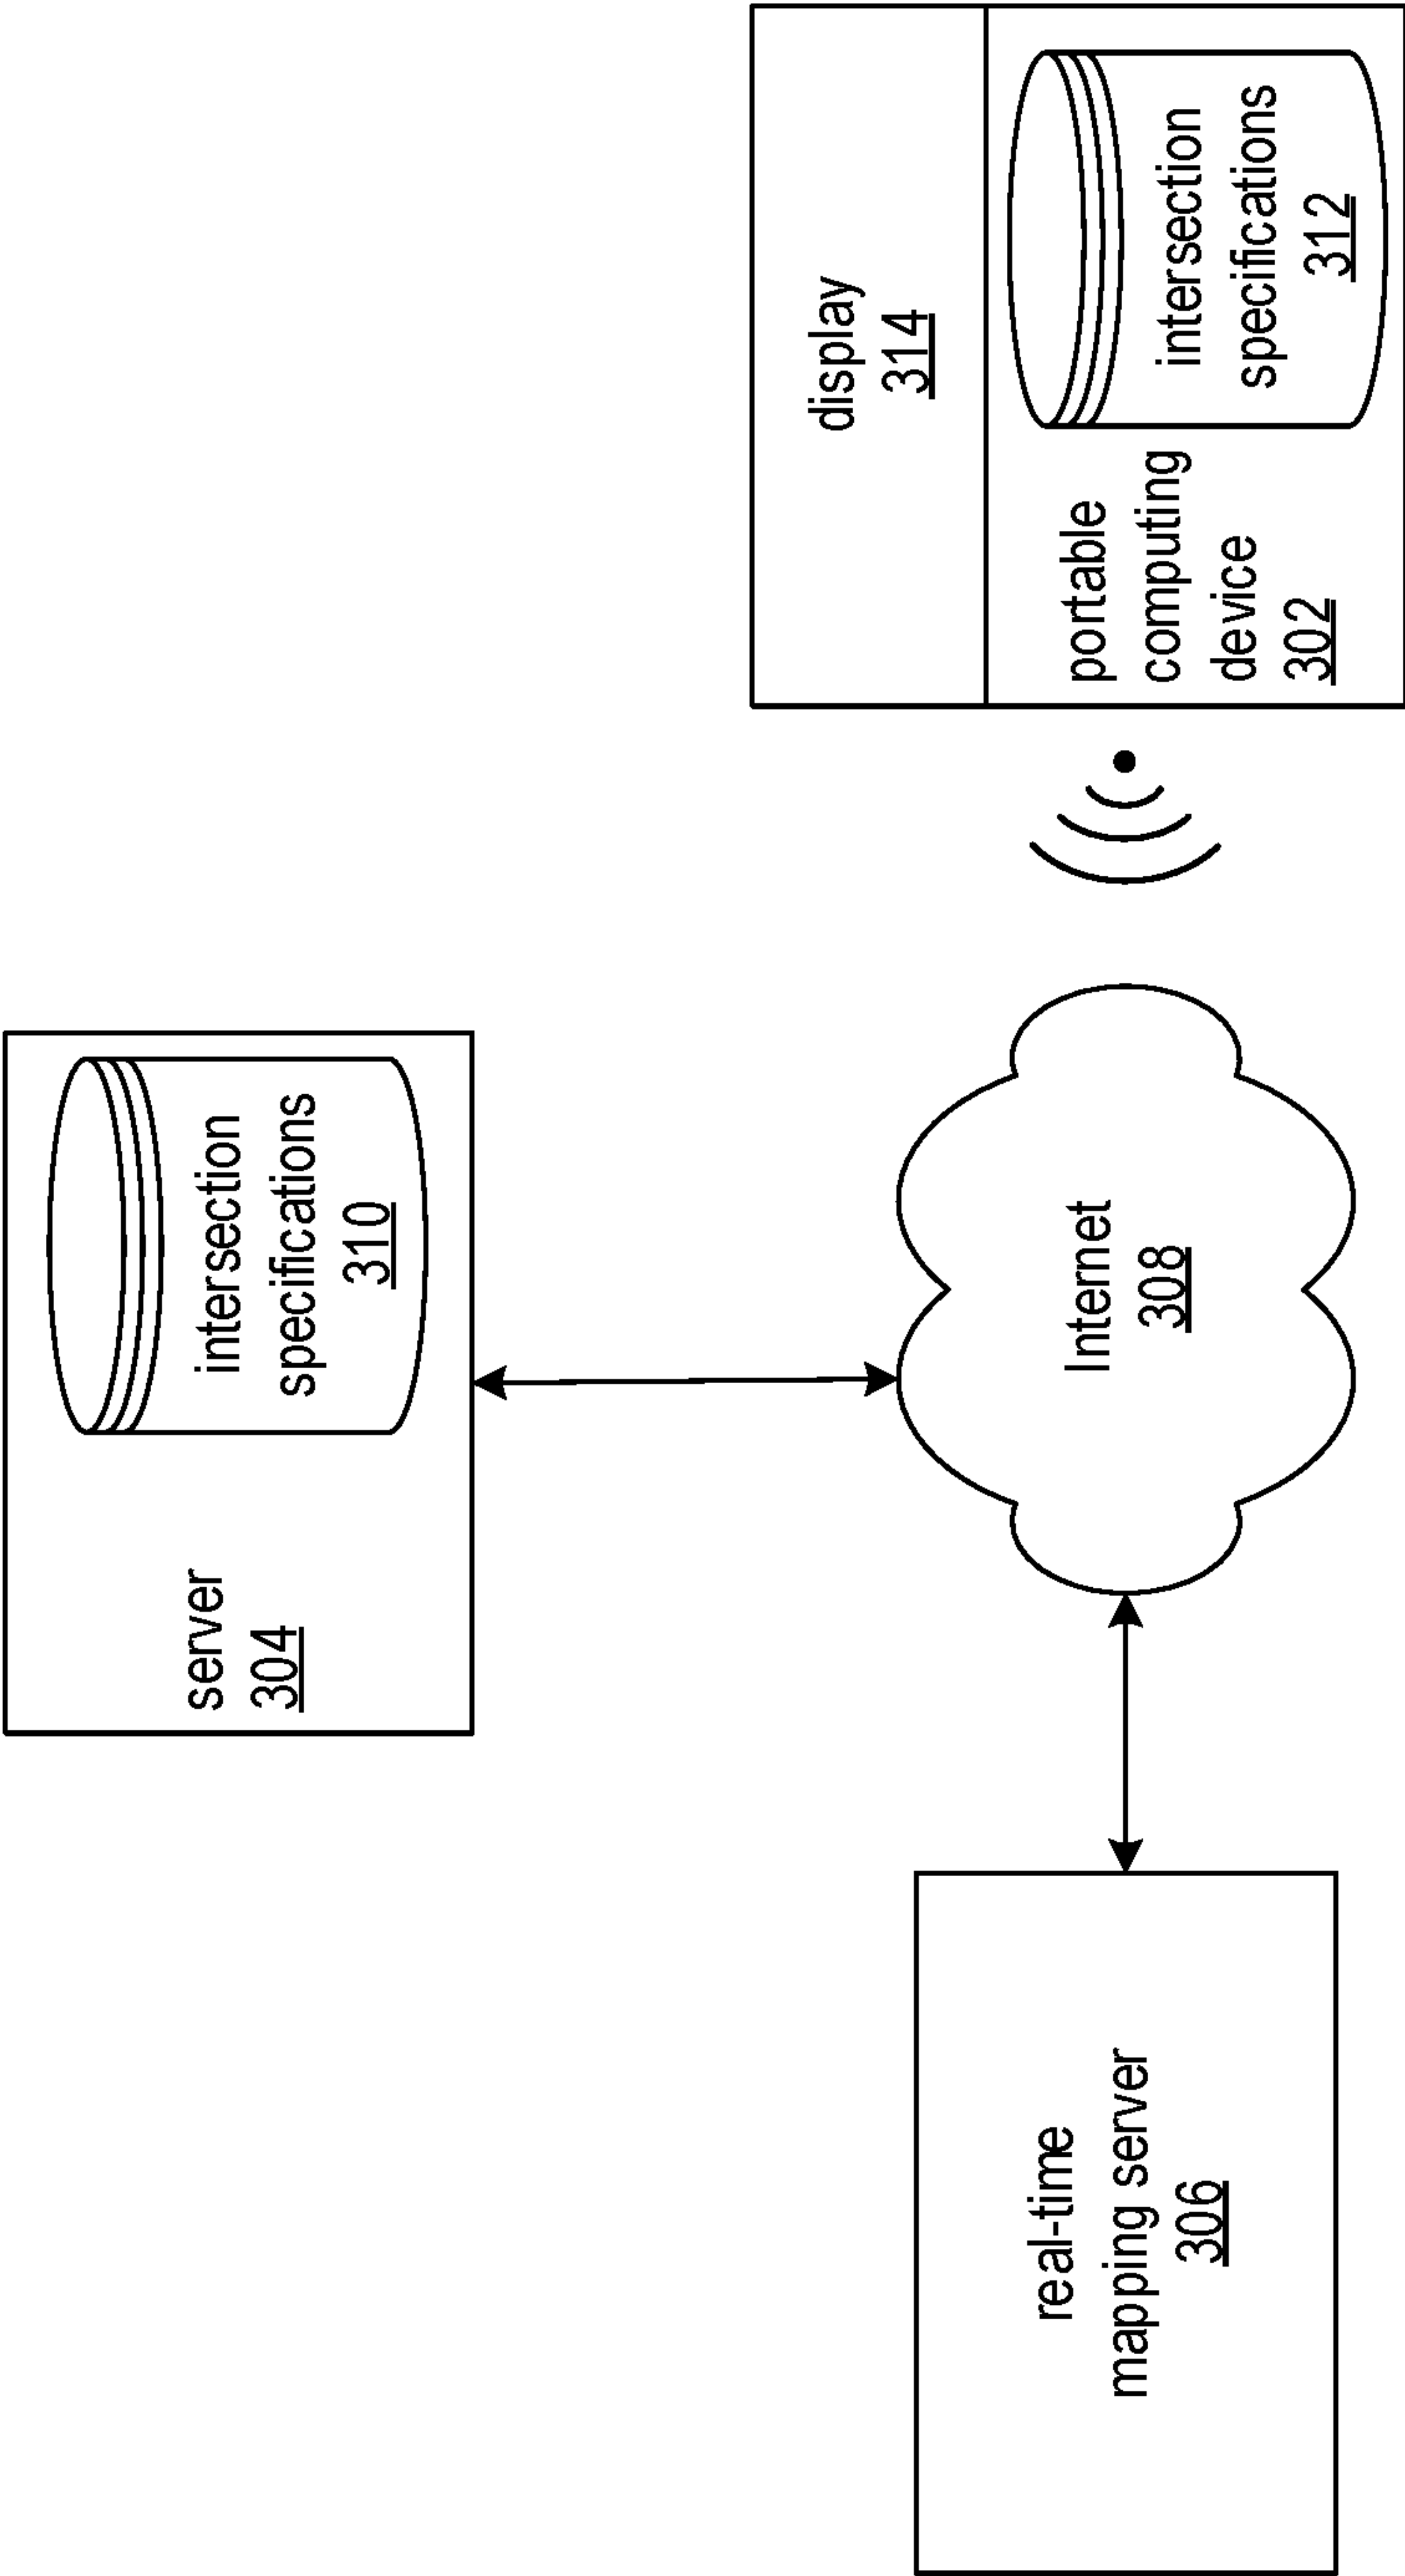 server
304
intersection
specifications
310
real-time
mapping server
306
Internet
308
display
314
portable
computing
device
302
intersection
specifications
312